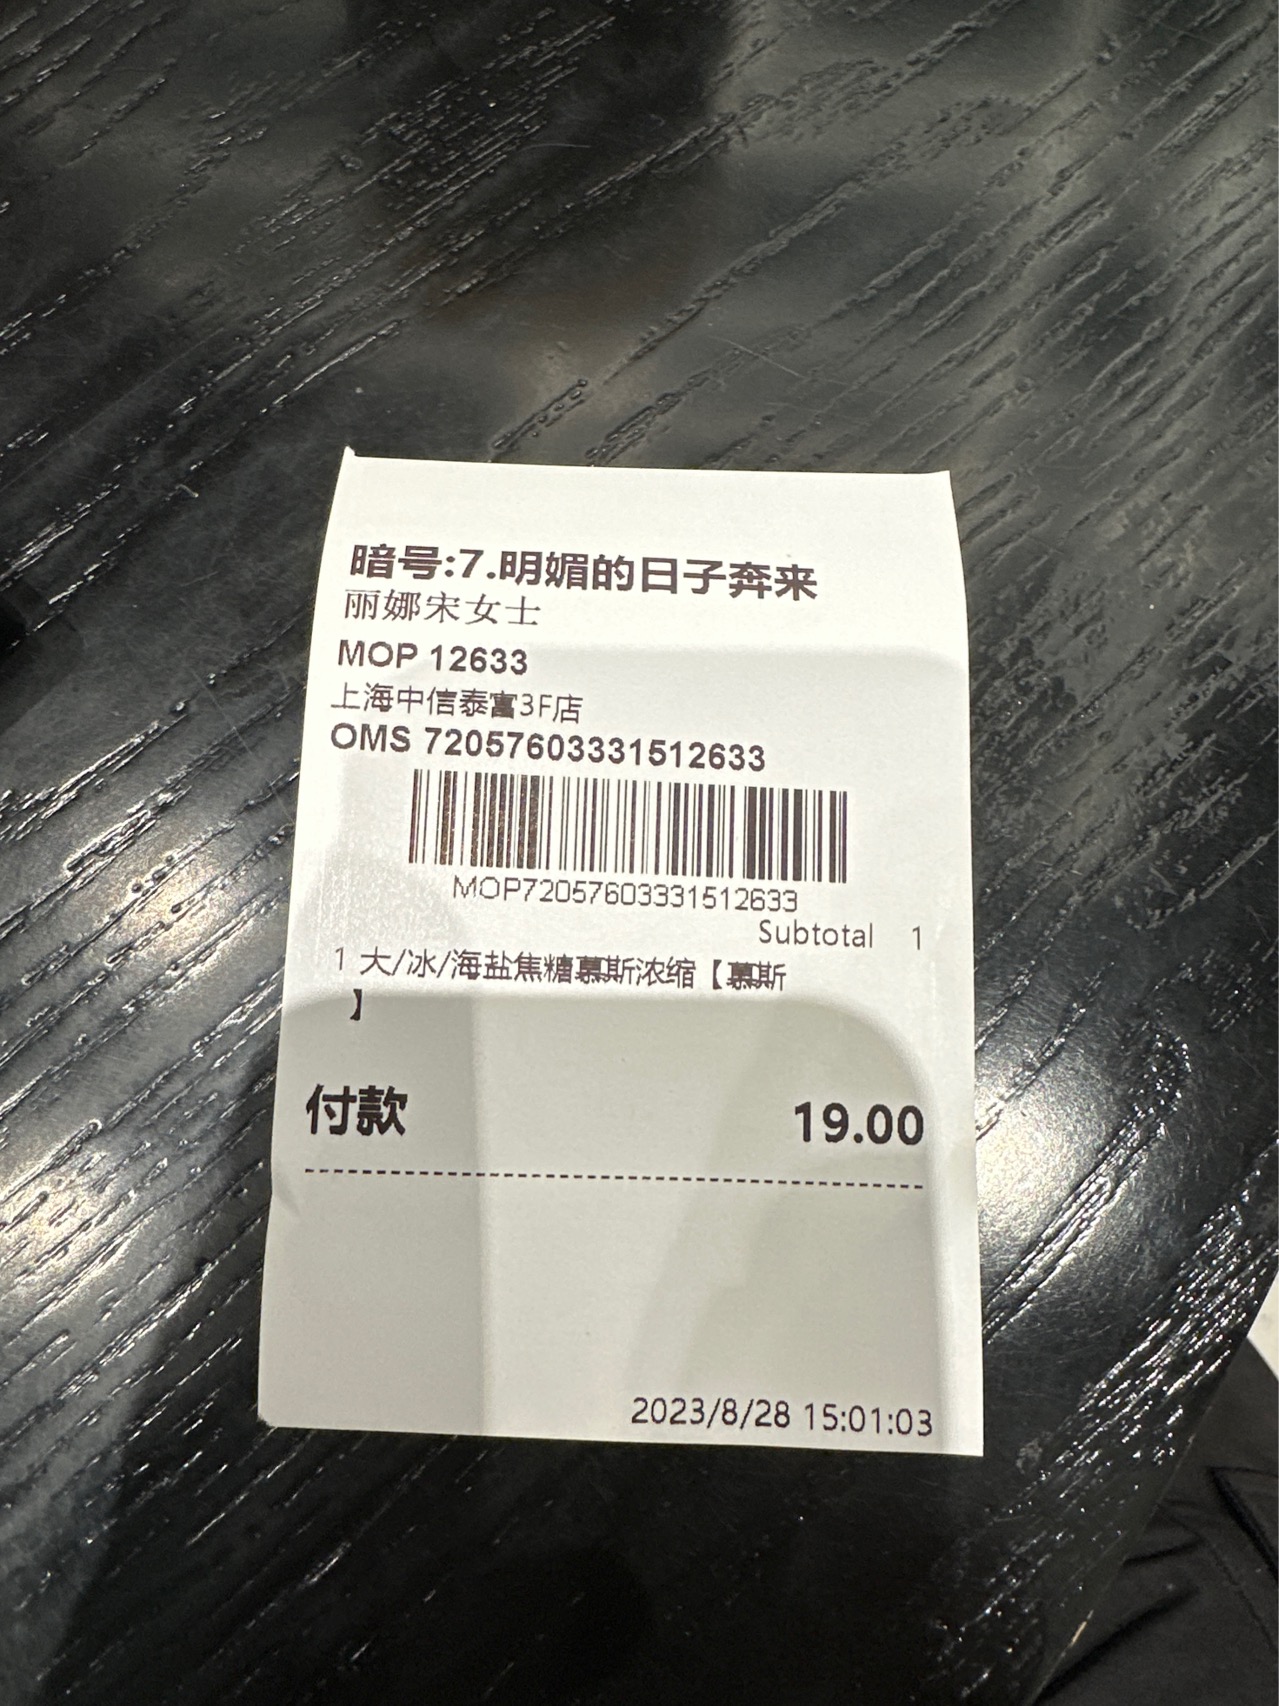 暗号:7.明媚的日子奔来
丽娜宋女士
MOP 12633
上海中信泰富3F店
OMS 72057603331512633
MOP72057603331512633
Subtotal 1
1 大/冰/海盐焦糖慕斯浓缩【慕斯
】
付款 19.00
2023/8/28 15:01:03